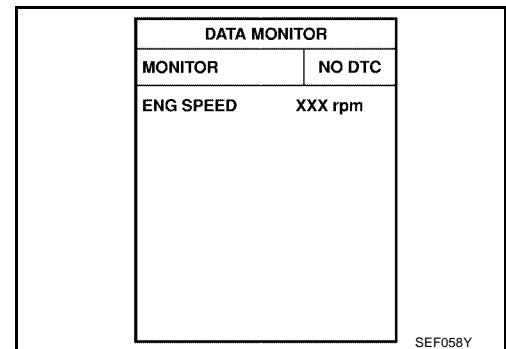 DATA MONITOR
MONITOR NO DTC
ENG SPEED XXX rpm
SEF058Y